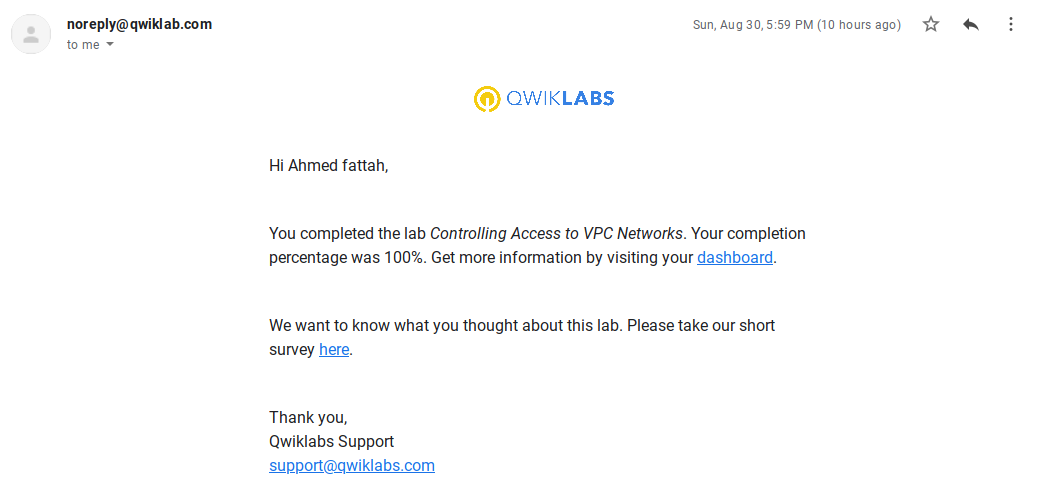 noreply@qwiklab.com
Sun, Aug 30, 5:59 PM (10 hours ago)
to me
QWIKLABS
Hi Ahmed fattah,
You completed the lab Controlling Access to VPC Networks. Your completion
percentage was 100%. Get more information by visiting your dashboard.
We want to know what you thought about this lab. Please take our short
survey here.
Thank you,
Qwiklabs Support
support@qwiklabs.com